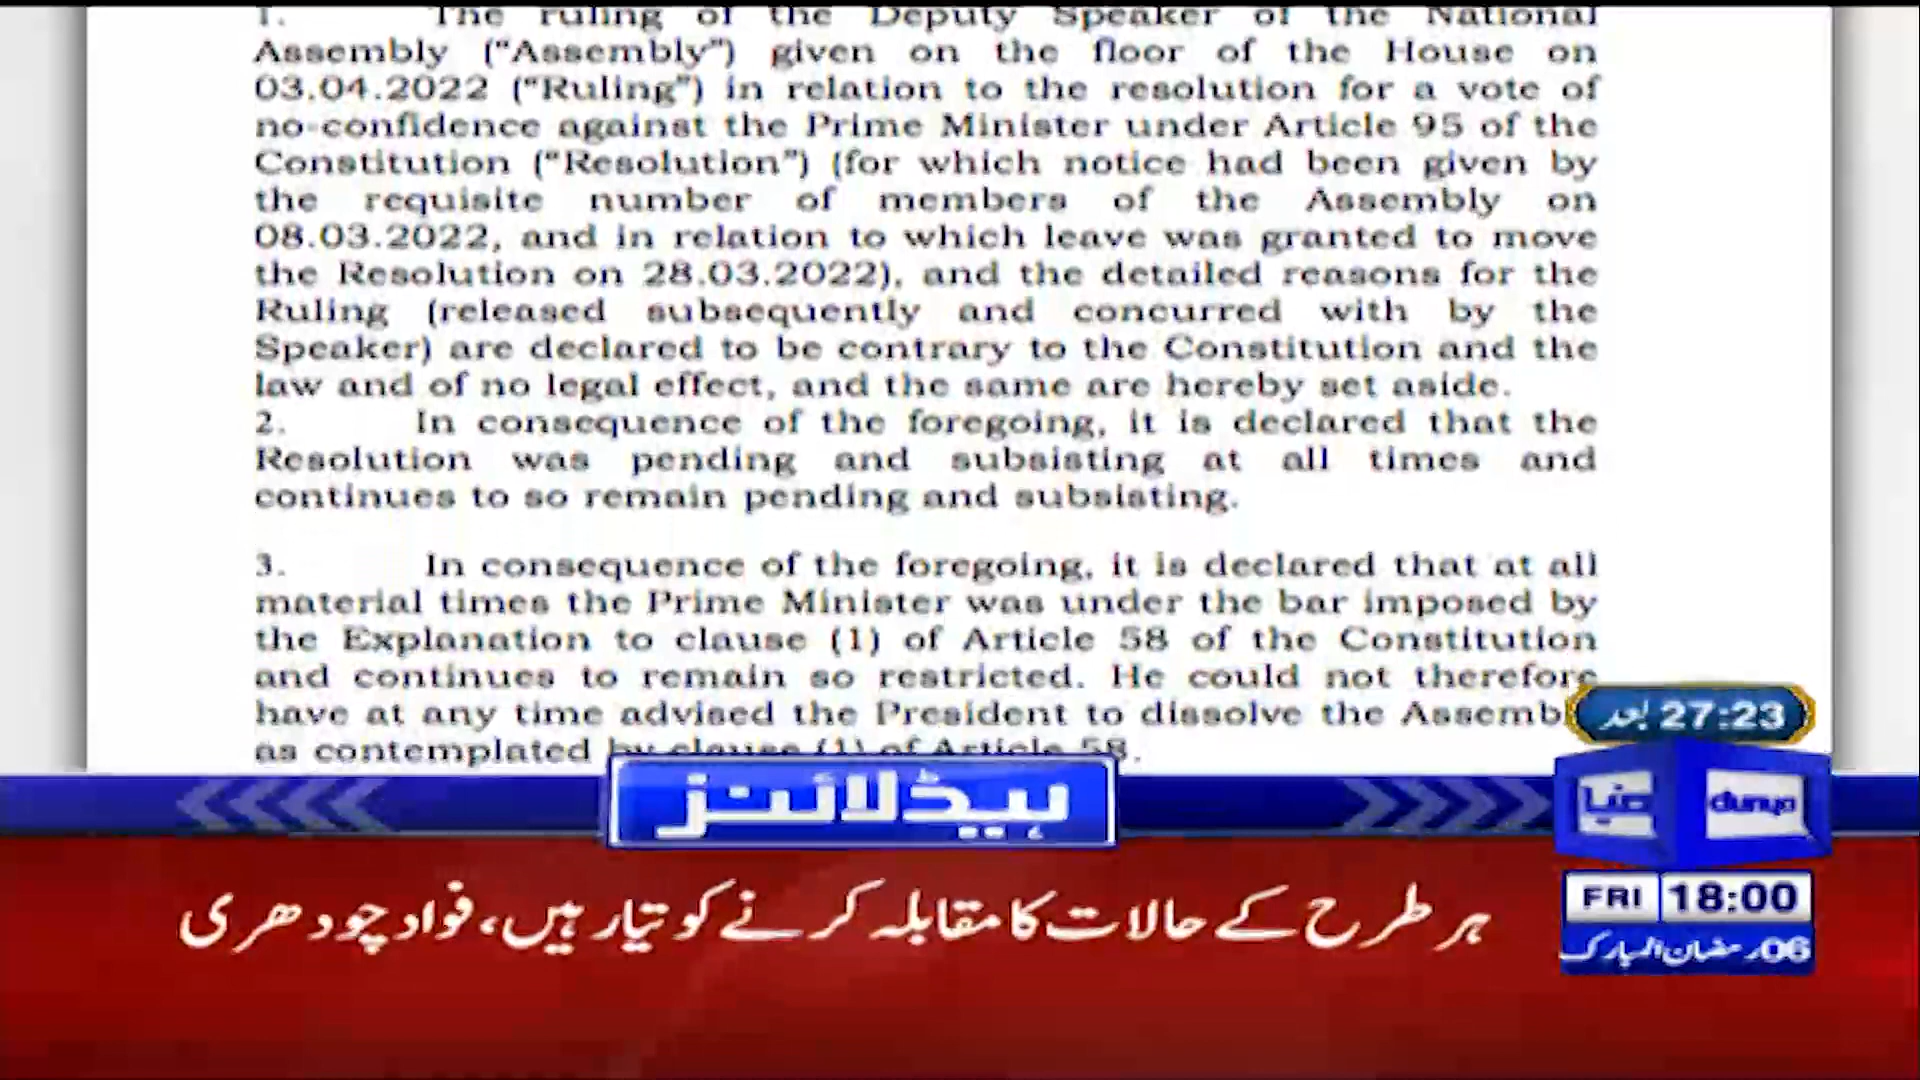 1. The ruling of the Deputy Speaker of the National
Assembly (“Assembly”) given on the floor of the House on
03.04.2022 (“Ruling”) in relation to the resolution for a vote of
no-confidence against the Prime Minister under Article 95 of the
Constitution (“Resolution”) (for which notice had been given by
the requisite number of members of the Assembly on
08.03.2022, and in relation to which leave was granted to move
the Resolution on 28.03.2022), and the detailed reasons for the
Ruling (released subsequently and concurred with by the
Speaker) are declared to be contrary to the Constitution and the
law and of no legal effect, and the same are hereby set aside.
2. In consequence of the foregoing, it is declared that the
Resolution was pending and subsisting at all times and
continues to so remain pending and subsisting.
3. In consequence of the foregoing, it is declared that at all
material times the Prime Minister was under the bar imposed by
the Explanation to clause (1) of Article 58 of the Constitution
and continues to remain so restricted. He could not therefore
have at any time advised the President to dissolve the Assembl
as contemplated by clause (1) of Article 58.
27:23 بعد
ہیڈلائنز
دنیا dunya
ہر طرح کے حالات کا مقابلہ کرنے کو تیار ہیں، فواد چودھری
FRI 18:00
06 رمضان المبارک